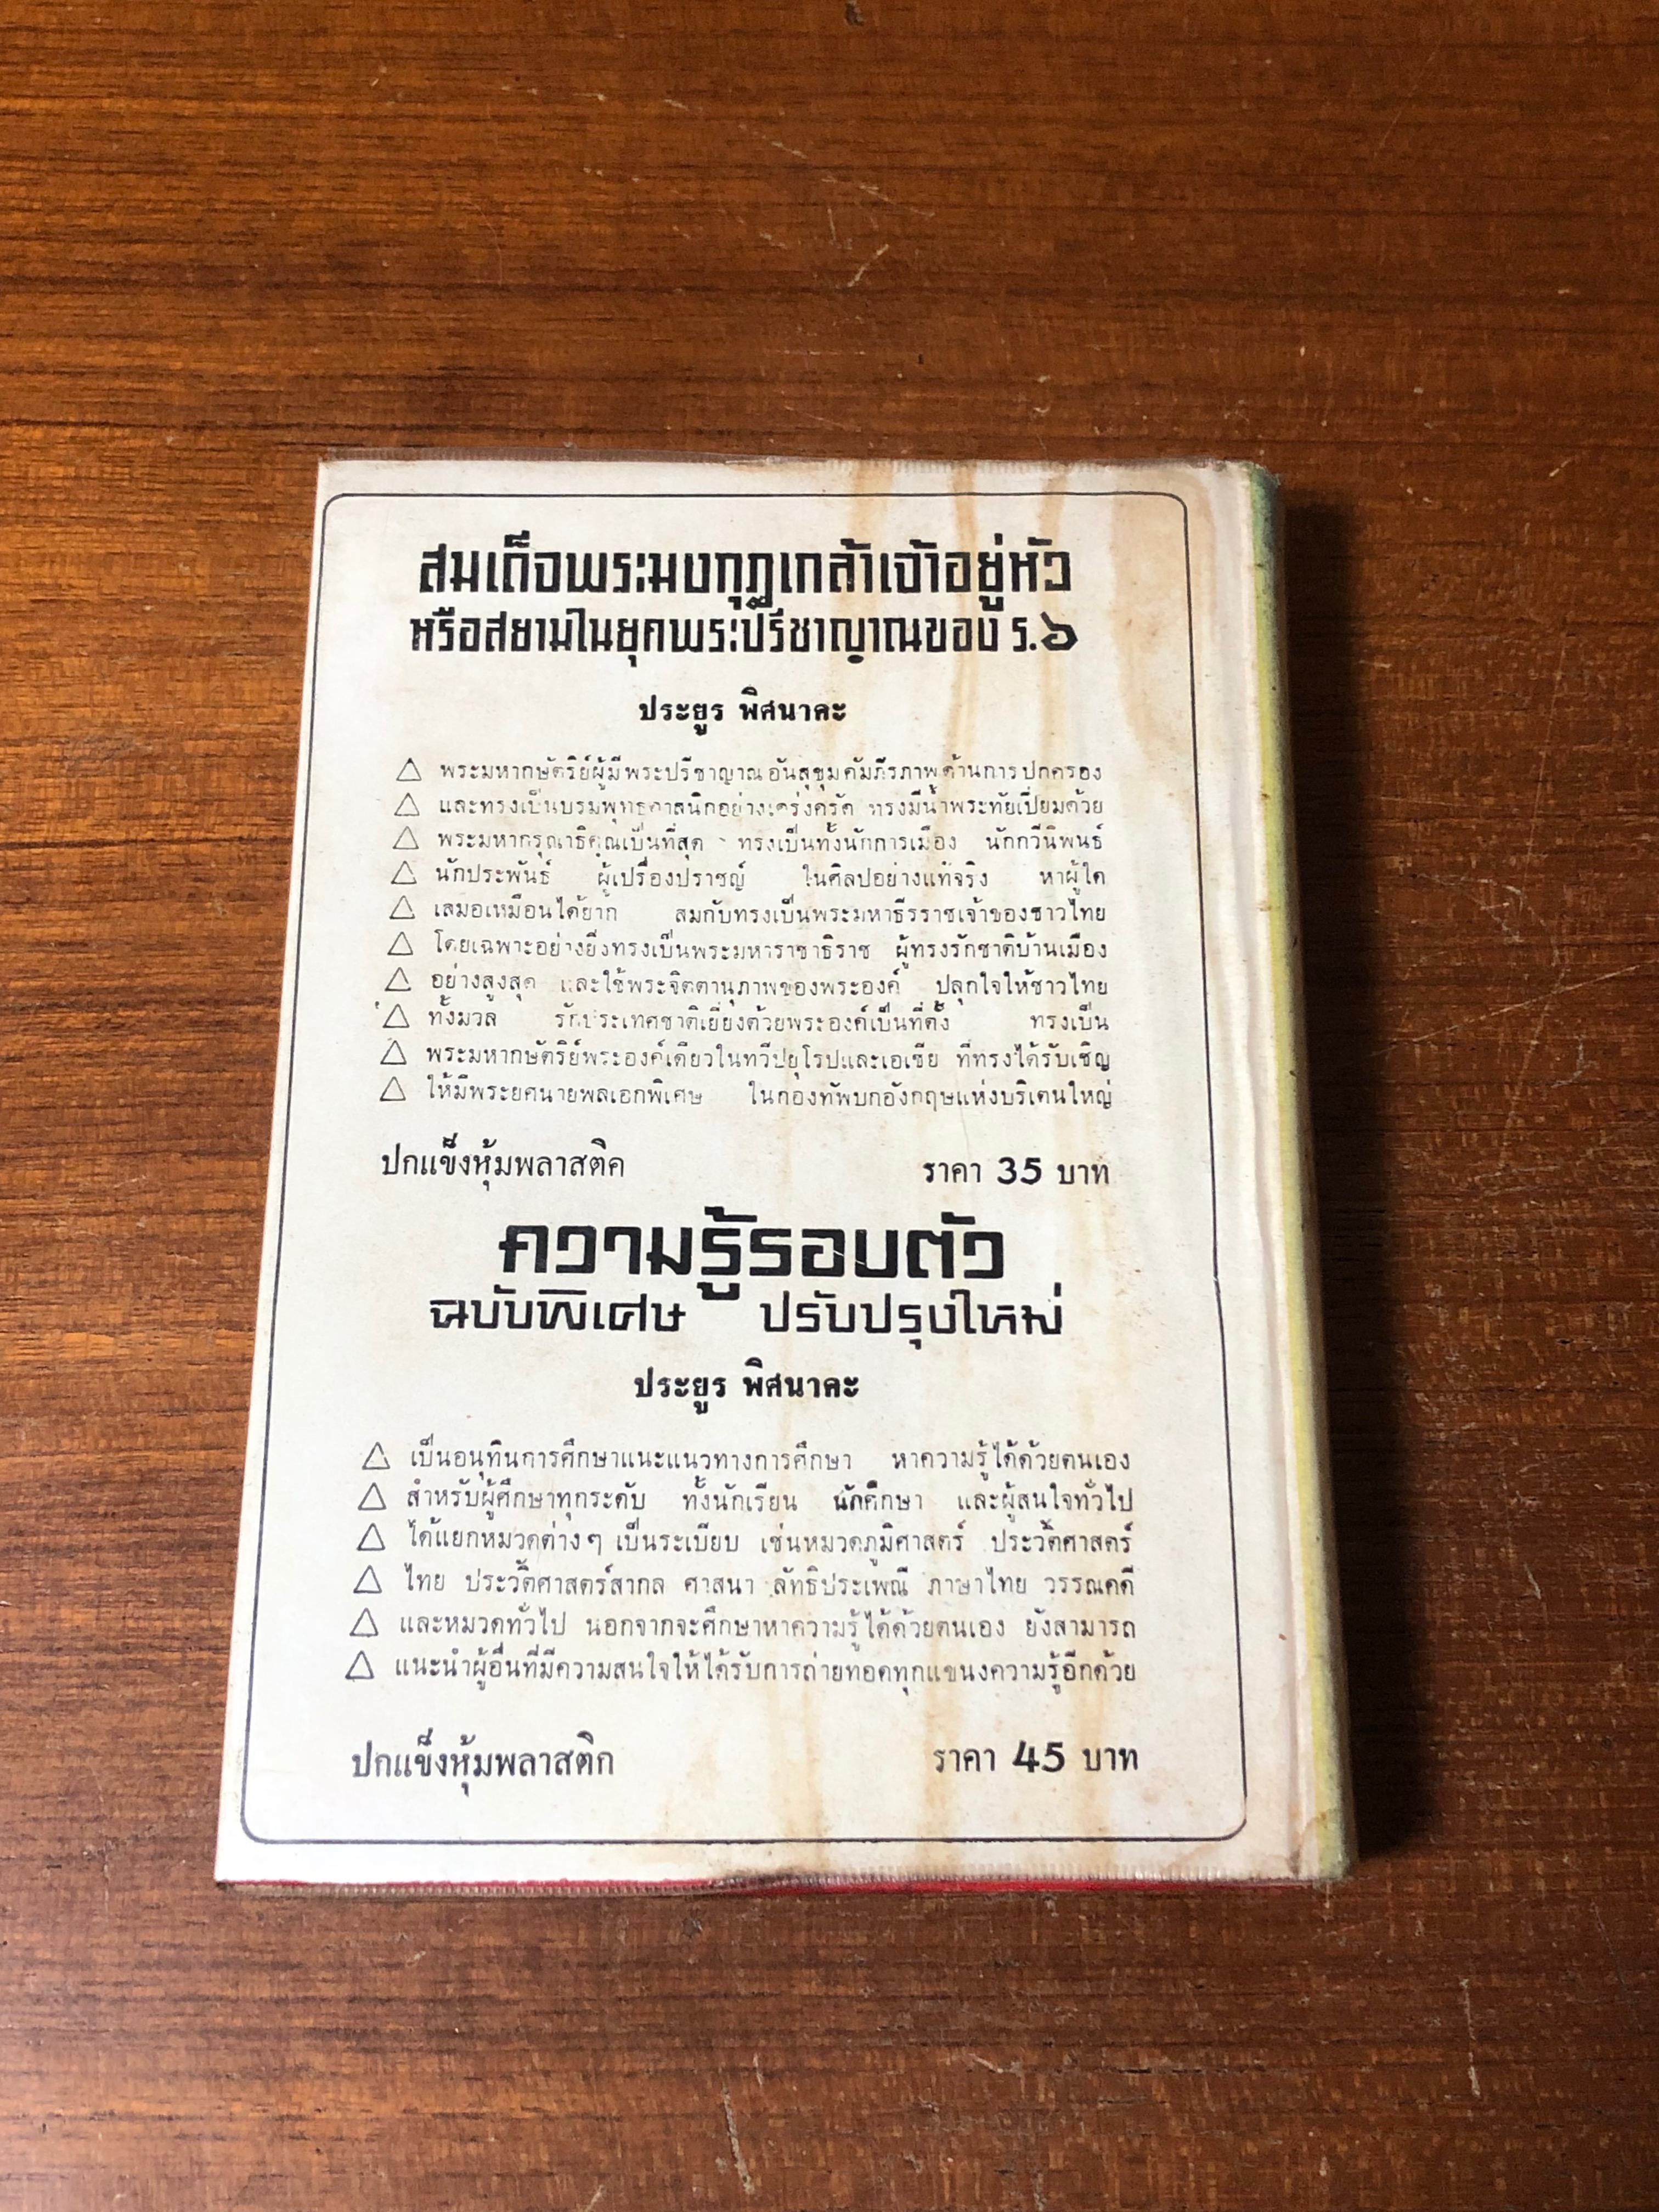 สมเด็จพระมงกุฎเกล้าเจ้าอยู่หัว
หรือสยามในยุคพระปรีชาญาณของ ร.๖
ประยูร พิศนาคะ
△ พระมหากษัตริย์ผู้มีพระปรีชาญาณ อันสุขุมคัมภีรภาพด้านการปกครอง
△ และทรงเป็นบรมพุทธศาสนิกอย่างเคร่งครัด ทรงมีน้ำพระทัยเปี่ยมด้วย
△ พระมหากรุณาธิคุณเป็นที่สุด ทรงเป็นทั้งนักการเมือง นักกวีนิพนธ์
△ นักประพันธ์ ผู้เปรื่องปราชญ์ ในศิลปอย่างแท้จริง หาผู้ใด
△ เสมอเหมือนได้ยาก สมกับทรงเป็นพระมหาธีรราชเจ้าของชาวไทย
△ โดยเฉพาะอย่างยิ่งทรงเป็นพระมหาราชาธิราช ผู้ทรงรักชาติบ้านเมือง
△ อย่างสูงสุด และใช้พระจิตตานุภาพของพระองค์ ปลุกใจให้ชาวไทย
△ ทั้งมวล รักประเทศชาติเยี่ยงด้วยพระองค์เป็นที่ตั้ง ทรงเป็น
△ พระมหากษัตริย์พระองค์เดียวในทวีปยุโรปและเอเซีย ที่ทรงได้รับเชิญ
△ ให้มีพระยศนายพลเอกพิเศษ ในกองทัพบกอังกฤษแห่งบริเตนใหญ่
ปกแข็งหุ้มพลาสติค ราคา 35 บาท
ความรู้รอบตัว
ฉบับพิเศษ ปรับปรุงใหม่
ประยูร พิศนาคะ
△ เป็นอนุทินการศึกษาแนะแนวทางการศึกษา หาความรู้ได้ด้วยตนเอง
△ สำหรับผู้ศึกษาทุกระดับ ทั้งนักเรียน นักศึกษา และผู้สนใจทั่วไป
△ ได้แยกหมวดต่างๆ เป็นระเบียบ เช่นหมวดภูมิศาสตร์ ประวัติศาสตร์
△ ไทย ประวัติศาสตร์สากล ศาสนา ลัทธิประเพณี ภาษาไทย วรรณคดี
△ และหมวดทั่วไป นอกจากจะศึกษาหาความรู้ได้ด้วยตนเอง ยังสามารถ
△ แนะนำผู้อื่นที่มีความสนใจให้ได้รับการถ่ายทอดทุกแขนงความรู้อีกด้วย
ปกแข็งหุ้มพลาสติก ราคา 45 บาท